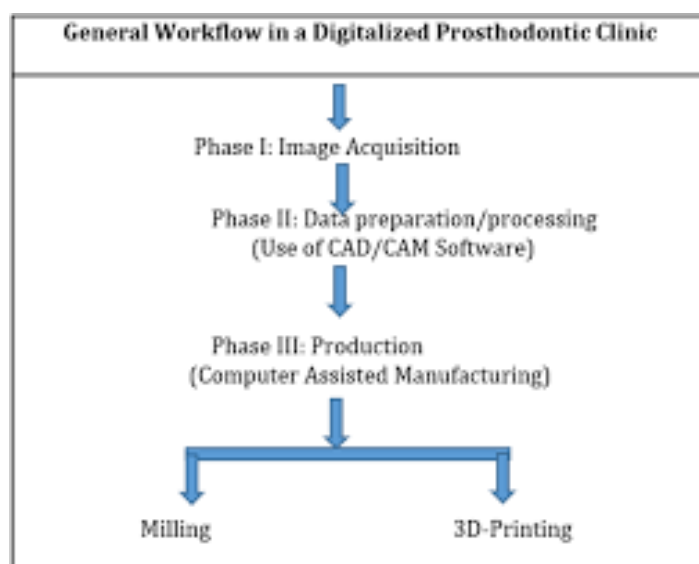 General Workflow in a Digitalized Prosthodontic Clinic
Phase I: Image Acquisition
Phase II: Data preparation/processing
(Use of CAD/CAM Software)
Phase III: Production
(Computer Assisted Manufacturing)
Milling
3D-Printing